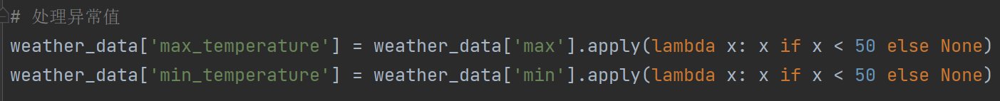 # 处理异常值
weather_data['max_temperature'] = weather_data['max'].apply(lambda x: x if x < 50 else None)
weather_data['min_temperature'] = weather_data['min'].apply(lambda x: x if x < 50 else None)